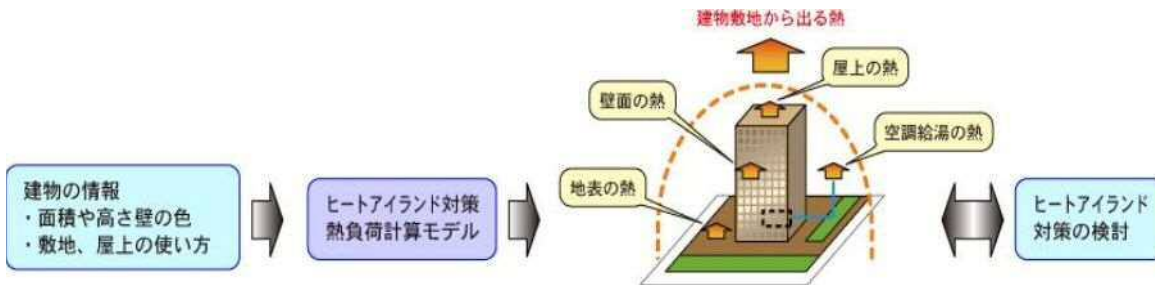 建物敷地から出る熱
屋上の熱
壁面の熱
空調給湯の熱
地表の熱
建物の情報
・面積や高さ壁の色
・敷地、屋上の使い方
ヒートアイランド対策
熱負荷計算モデル
ヒートアイランド
対策の検討